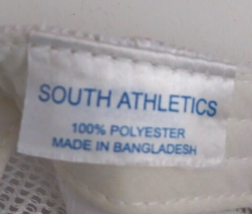 SOUTH ATHLETICS
100% POLYESTER
MADE IN BANGLADESH